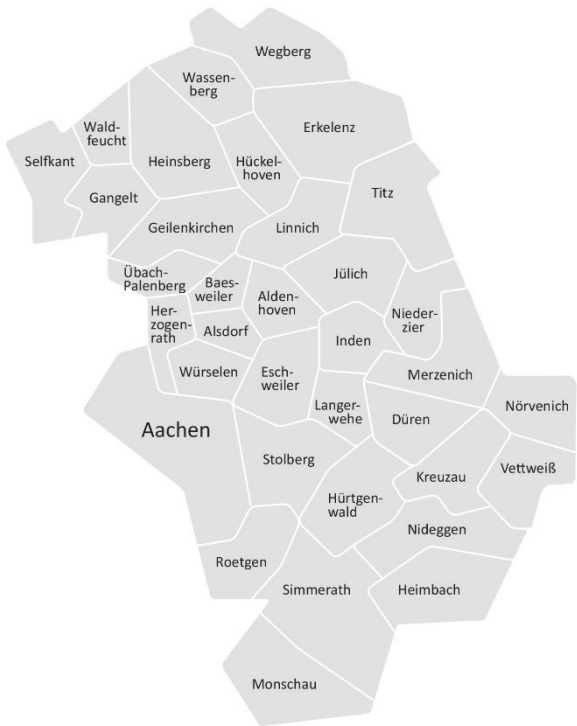 Wegberg
Wassen-
berg
Erkelenz
Wald-
feucht
Selfkant
Heinsberg
Hückel-
hoven
Gangelt
Titz
Geilenkirchen
Linnich
Übach-
Palenberg
Baes-
weiler
Jülich
Alden-
hoven
Her-
zogen-
rath
Alsdorf
Nieder-
zier
Inden
Würselen
Esch-
weiler
Merzenich
Langer-
wehe
Düren
Nörvenich
Aachen
Stolberg
Kreuzau
Vettweiß
Hürtgen-
wald
Nideggen
Roetgen
Simmerath
Heimbach
Monschau